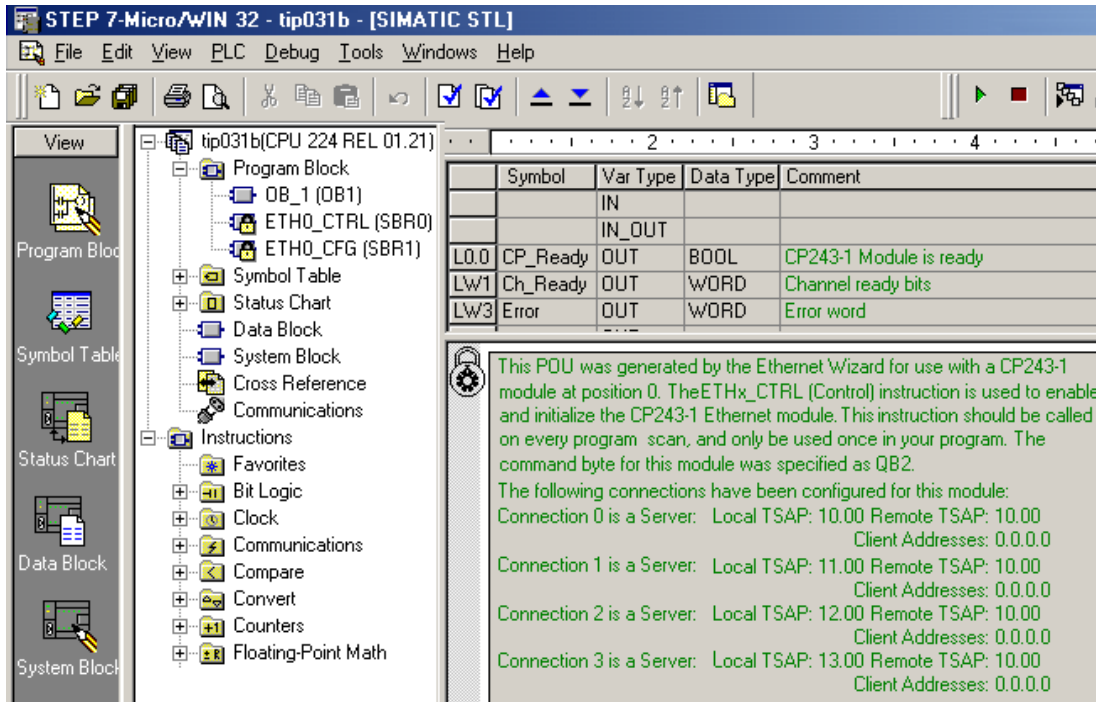 STEP 7-Micro/WIN 32 - tip031b - [SIMATIC STL]
File Edit View PLC Debug Tools Windows Help
View
Program Bloc
Symbol Table
Status Chart
Data Block
System Block
tip031b(CPU 224 REL 01.21)
Program Block
OB_1 (OB1)
ETH0_CTRL (SBR0)
ETH0_CFG (SBR1)
Symbol Table
Status Chart
Data Block
System Block
Cross Reference
Communications
Instructions
Favorites
Bit Logic
Clock
Communications
Compare
Convert
Counters
Floating-Point Math
2 3 4
Symbol Var Type Data Type Comment
IN
IN_OUT
L0.0 CP_Ready OUT BOOL CP243-1 Module is ready
LW1 Ch_Ready OUT WORD Channel ready bits
LW3 Error OUT WORD Error word
This POU was generated by the Ethernet Wizard for use with a CP243-1
module at position 0. TheETHx_CTRL (Control) instruction is used to enable
and initialize the CP243-1 Ethernet module. This instruction should be called
on every program scan, and only be used once in your program. The
command byte for this module was specified as QB2.
The following connections have been configured for this module:
Connection 0 is a Server: Local TSAP: 10.00 Remote TSAP: 10.00
Client Addresses: 0.0.0.0
Connection 1 is a Server: Local TSAP: 11.00 Remote TSAP: 10.00
Client Addresses: 0.0.0.0
Connection 2 is a Server: Local TSAP: 12.00 Remote TSAP: 10.00
Client Addresses: 0.0.0.0
Connection 3 is a Server: Local TSAP: 13.00 Remote TSAP: 10.00
Client Addresses: 0.0.0.0